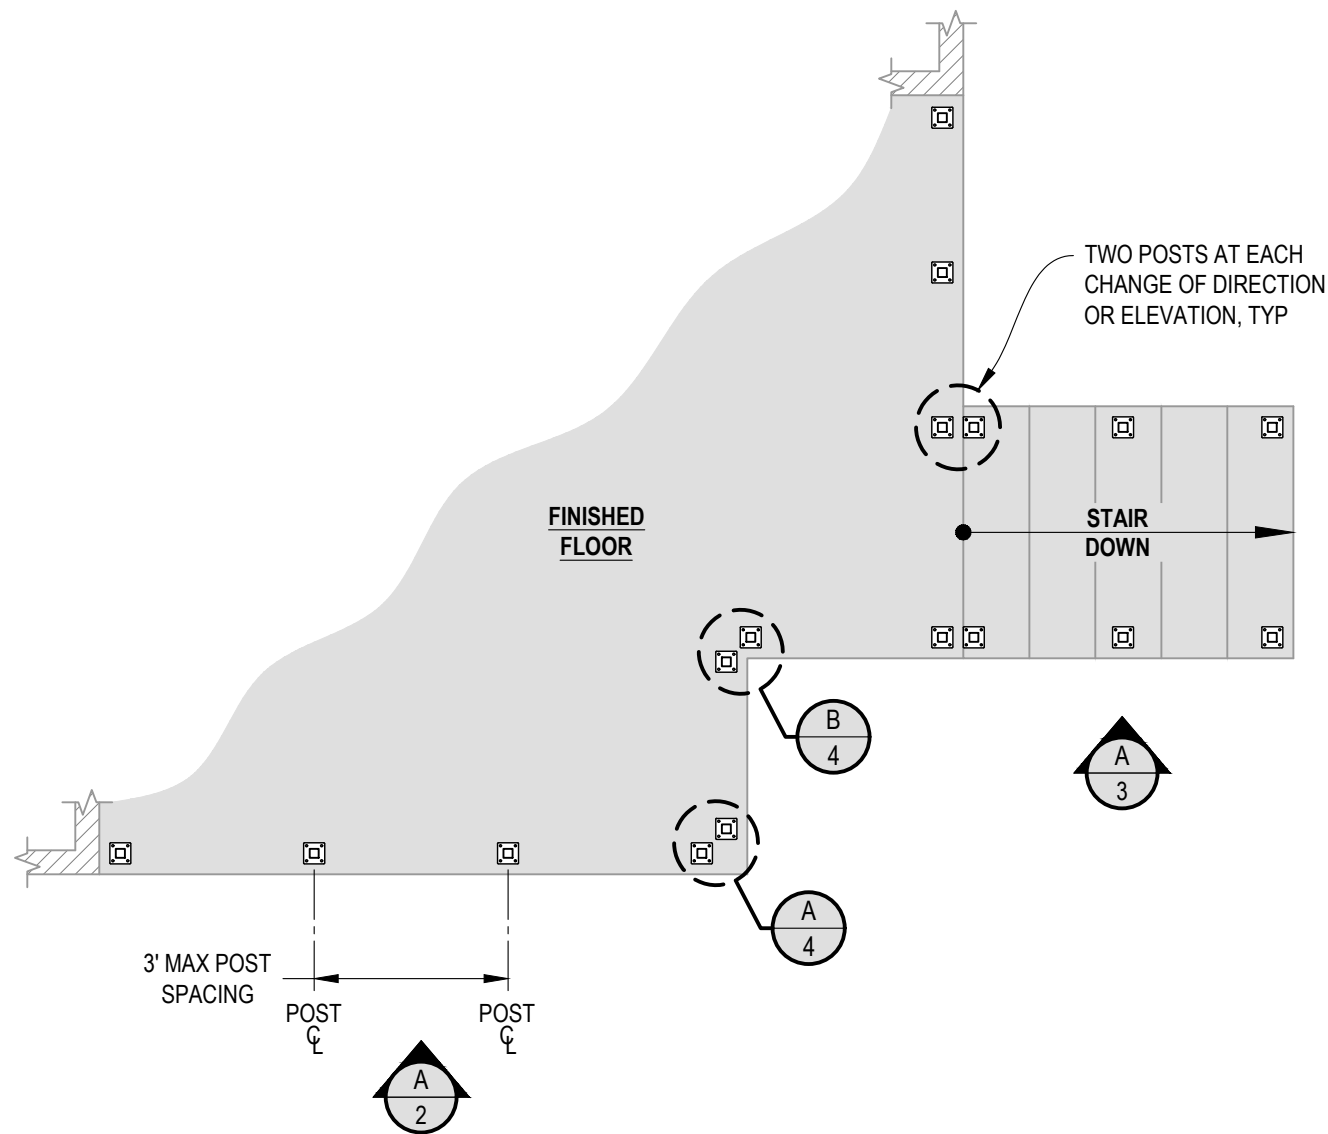 TWO POSTS AT EACH
CHANGE OF DIRECTION
OR ELEVATION, TYP
FINISHED
FLOOR
STAIR
DOWN
B
4
A
3
A
4
3' MAX POST
SPACING
POST
℄
POST
℄
A
2